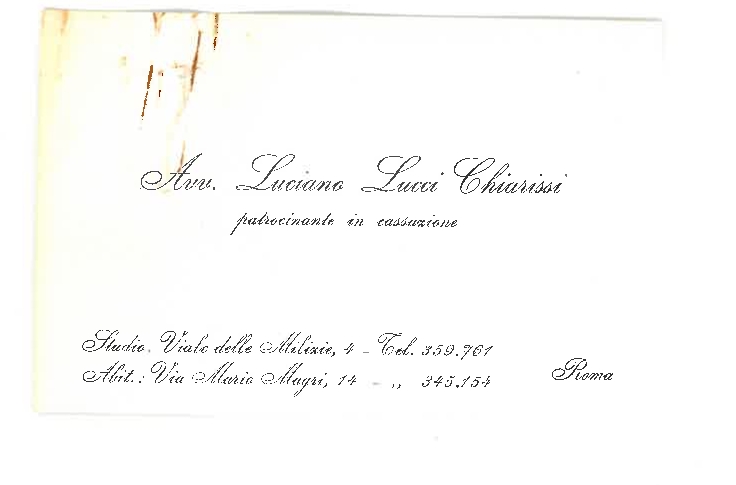 Avv. Luciano Lucci Chiarissi
patrocinante in cassazione
Studio: Viale delle Milizie, 4 - Tel. 359.761
Abit.: Via Mario Magri, 14 - „ 345.154
Roma